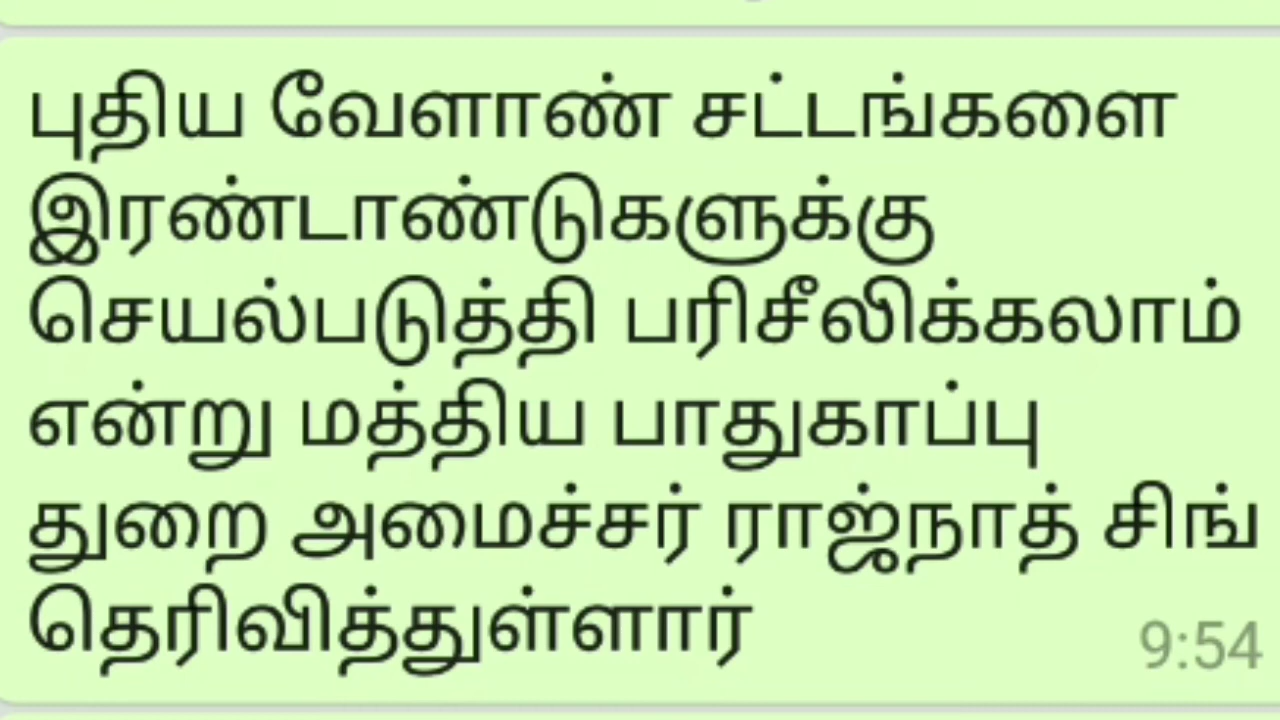 புதிய வேளாண் சட்டங்களை
இரண்டாண்டுகளுக்கு
செயல்படுத்தி பரிசீலிக்கலாம்
என்று மத்திய பாதுகாப்பு
துறை அமைச்சர் ராஜ்நாத் சிங்
தெரிவித்துள்ளார்
9:54